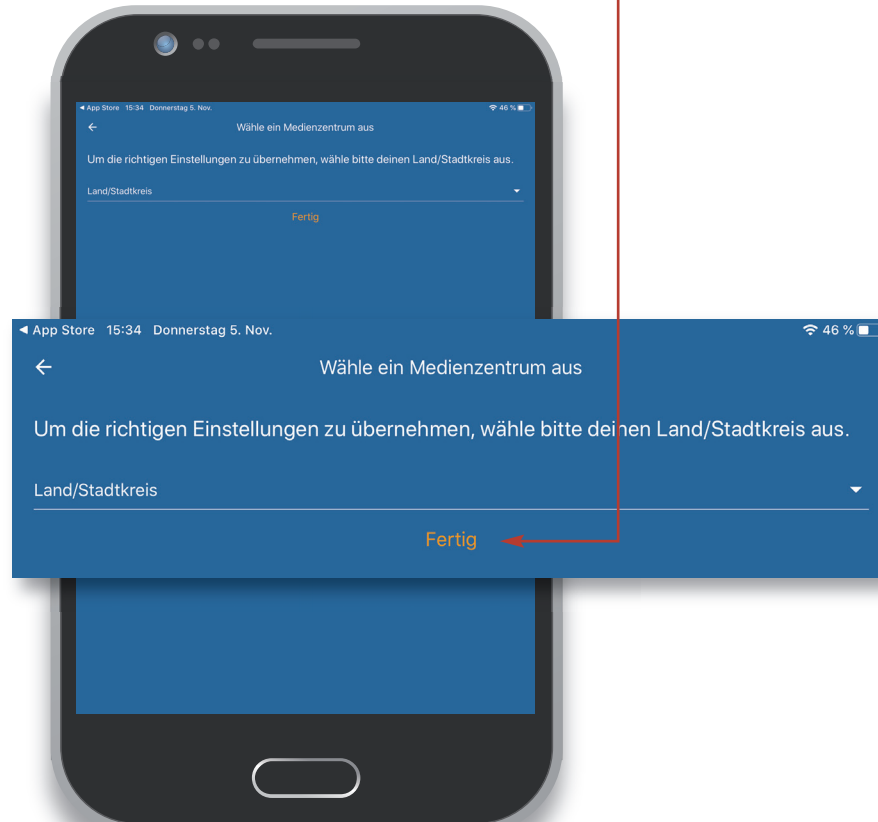 App Store 15:34 Donnerstag 5. Nov. 46 %
Wähle ein Medienzentrum aus
Um die richtigen Einstellungen zu übernehmen, wähle bitte deinen Land/Stadtkreis aus.
Land/Stadtkreis
Fertig
App Store 15:34 Donnerstag 5. Nov. 46 %
Wähle ein Medienzentrum aus
Um die richtigen Einstellungen zu übernehmen, wähle bitte deinen Land/Stadtkreis aus.
Land/Stadtkreis
Fertig